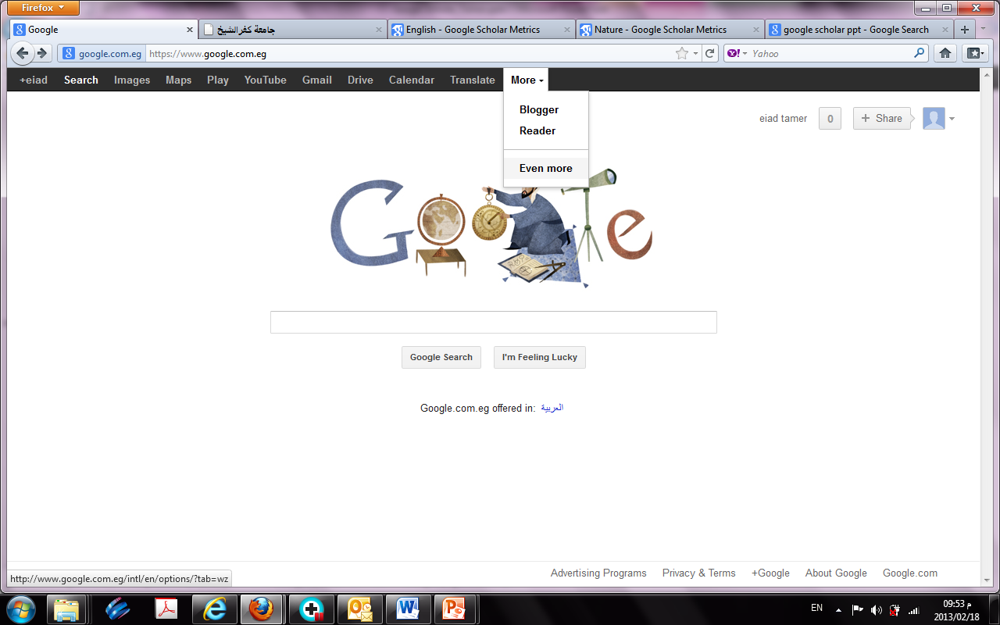 Firefox
Google
جامعة كفرالشيخ
English - Google Scholar Metrics
Nature - Google Scholar Metrics
google scholar ppt - Google Search
google.com.eg
https://www.google.com.eg
Yahoo
+eiad Search Images Maps Play YouTube Gmail Drive Calendar Translate More
Blogger
Reader
Even more
eiad tamer 0 + Share
Google
Google Search I'm Feeling Lucky
Google.com.eg offered in: العربية
Advertising Programs Privacy & Terms +Google About Google Google.com
http://www.google.com.eg/intl/en/options/?tab=wz
EN
09:53 م
2013/02/18